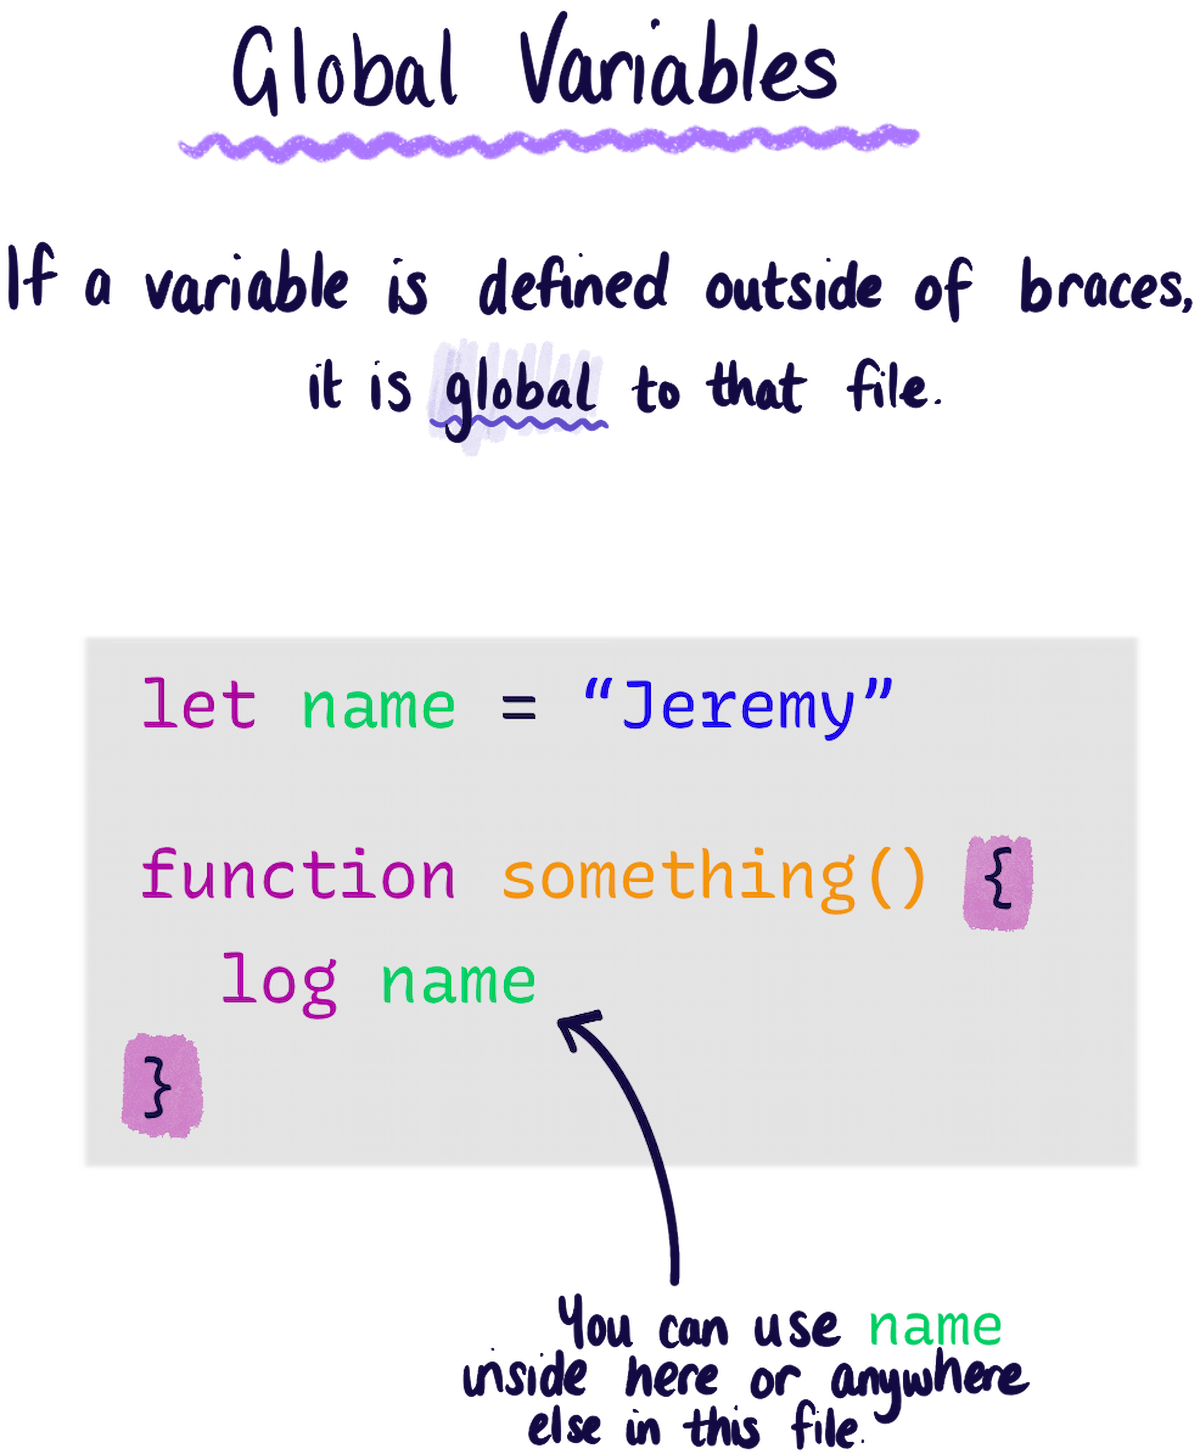 Global Variables
If a variable is defined outside of braces,
it is global to that file.
let name = “Jeremy”
function something() {
log name
}
You can use name
inside here or anywhere
else in this file.